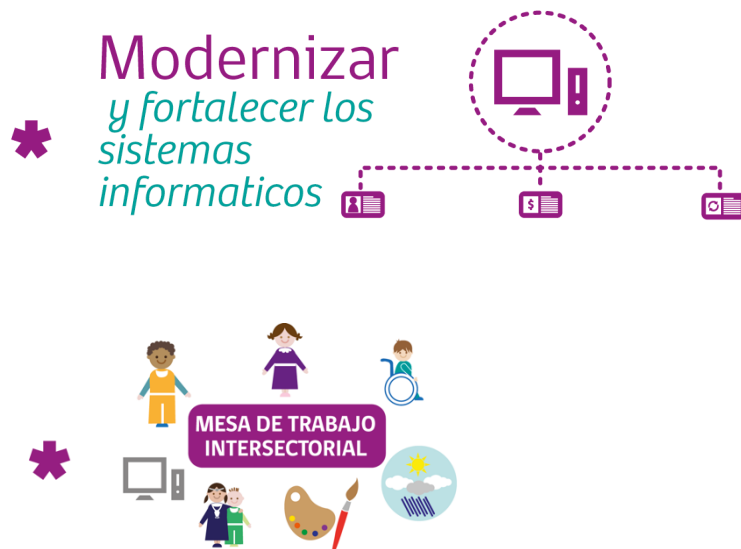 Modernizar
y fortalecer los
sistemas
informaticos
$
MESA DE TRABAJO
INTERSECTORIAL